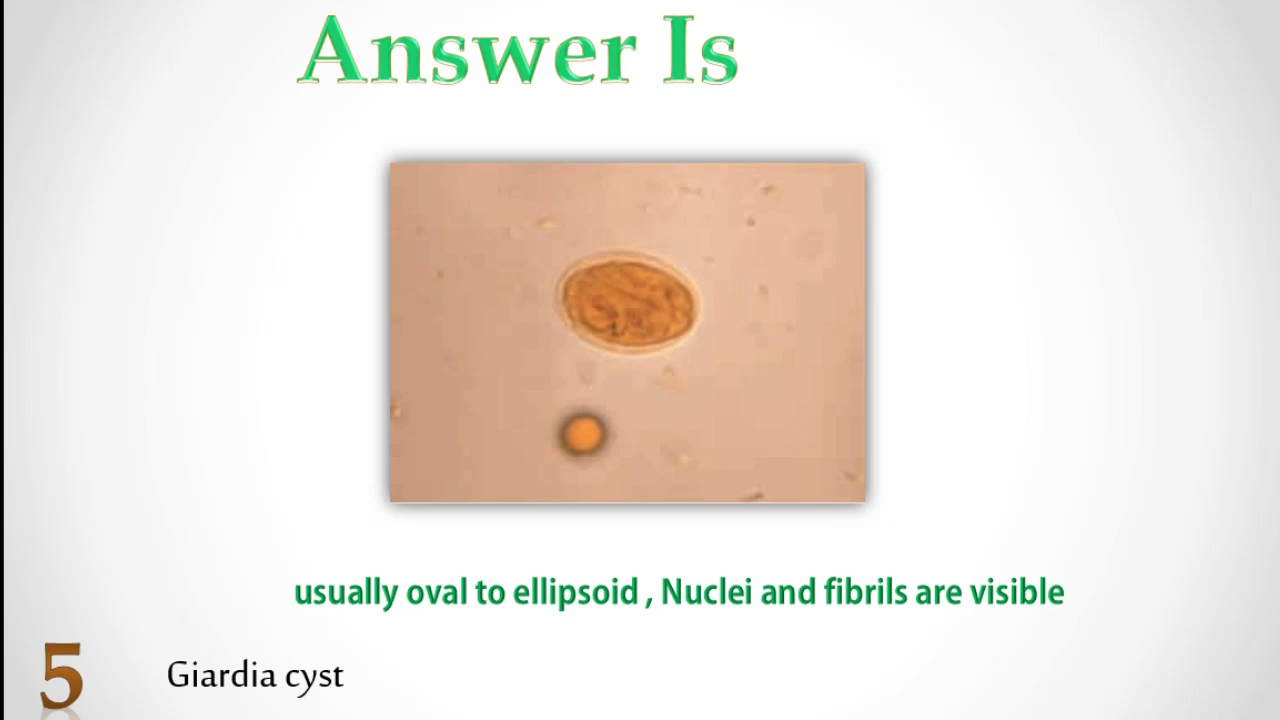 Answer Is
usually oval to ellipsoid , Nuclei and fibrils are visible
5
Giardia cyst